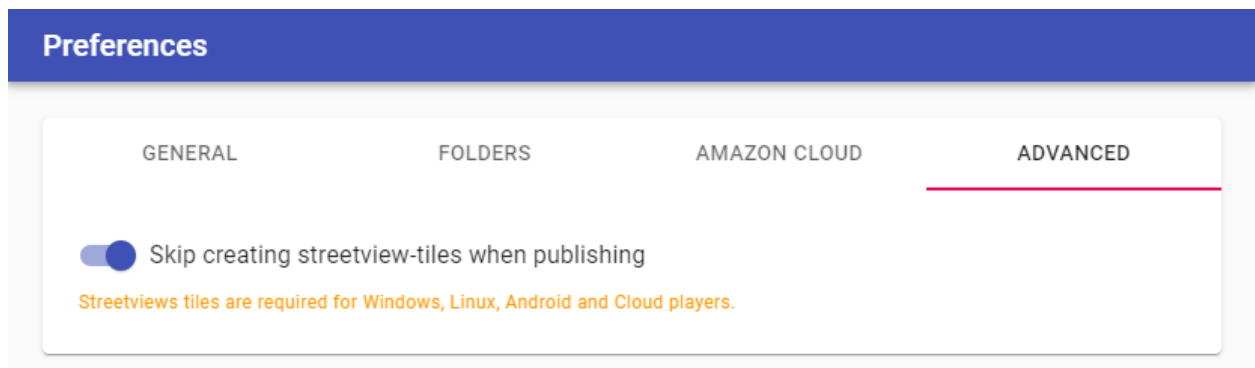 Preferences
GENERAL FOLDERS AMAZON CLOUD ADVANCED
Skip creating streetview-tiles when publishing
Streetviews tiles are required for Windows, Linux, Android and Cloud players.